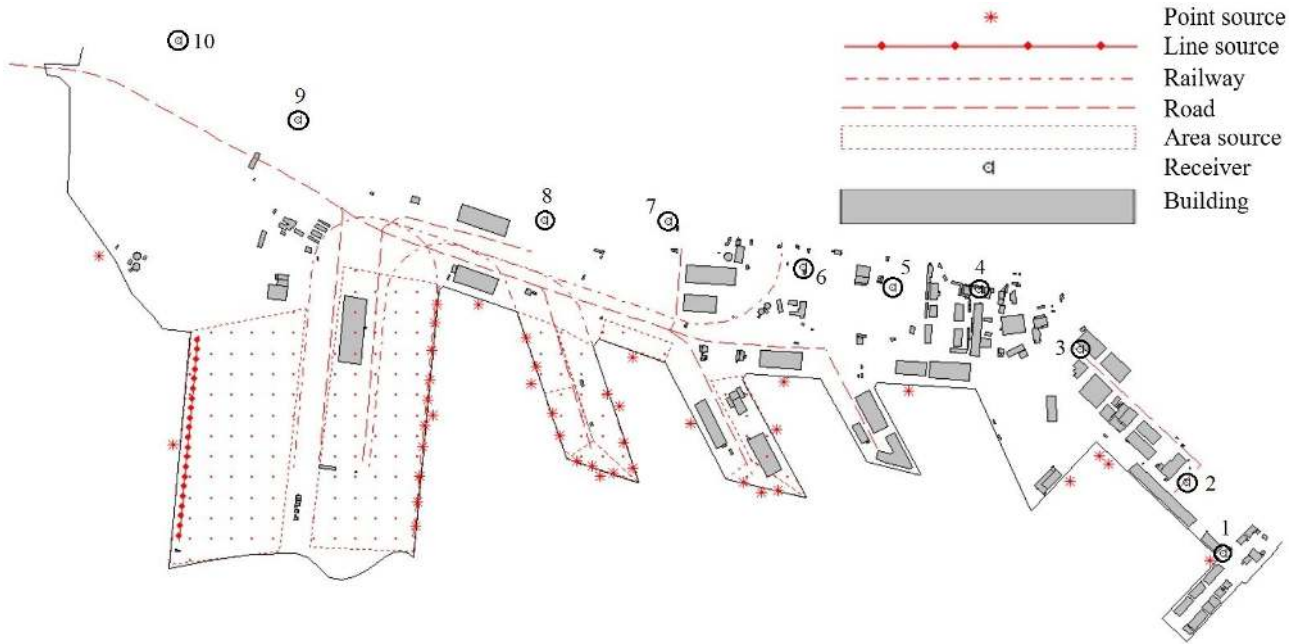 Point source
Line source
Railway
Road
Area source
Receiver
Building
10
9
8
7
6
5
4
3
2
1